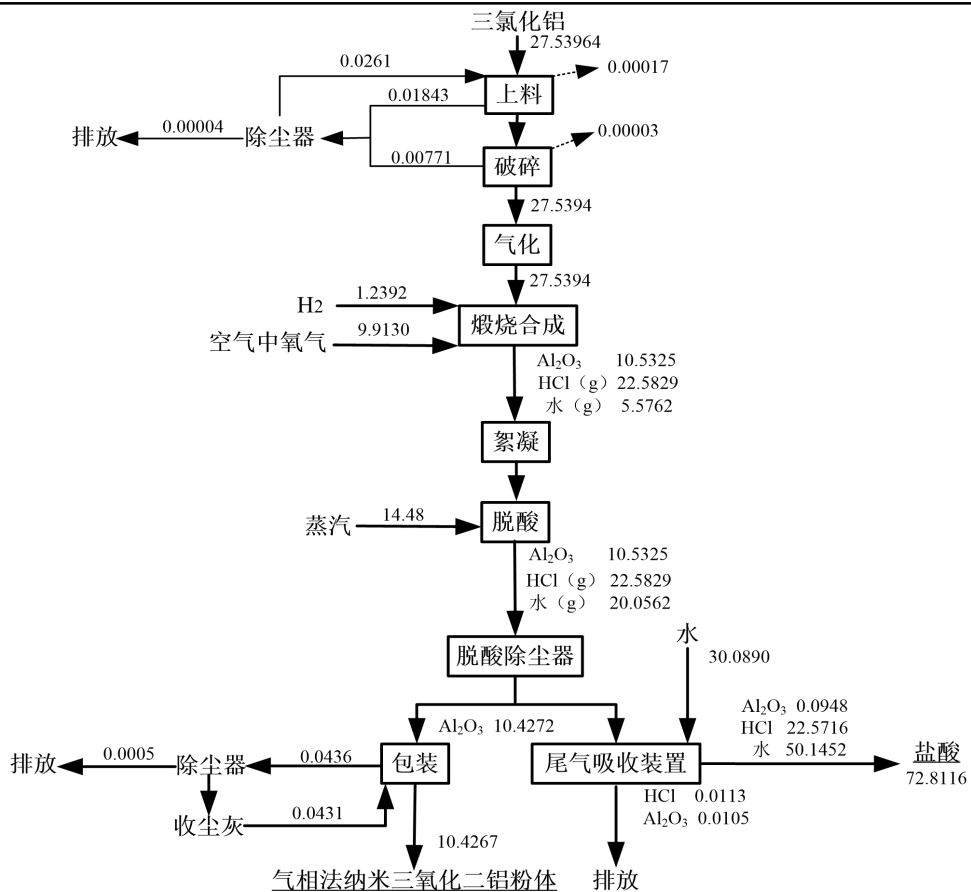 三氯化铝
27.53964
0.0261
0.00017
上料
0.01843
排放
0.00004
除尘器
0.00003
0.00771
破碎
27.5394
气化
27.5394
H2
1.2392
煅烧合成
空气中氧气
9.9130
Al₂O₃ 10.5325
HCl（g） 22.5829
水（g） 5.5762
絮凝
蒸汽
14.48
脱酸
Al₂O₃ 10.5325
HCl（g） 22.5829
水（g） 20.0562
水
脱酸除尘器
30.0890
Al₂O₃ 10.4272
Al₂O₃ 0.0948
HCl 22.5716
水 50.1452
排放
0.0005
除尘器
0.0436
包装
尾气吸收装置
盐酸
72.8116
HCl 0.0113
Al₂O₃ 0.0105
收尘灰
0.0431
10.4267
气相法纳米三氧化二铝粉体
排放